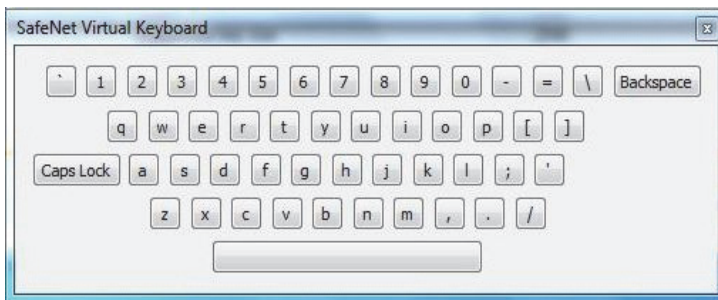 SafeNet Virtual Keyboard
` 1 2 3 4 5 6 7 8 9 0 - = \ Backspace
q w e r t y u i o p [ ]
Caps Lock a s d f g h j k l ; '
z x c v b n m , . /